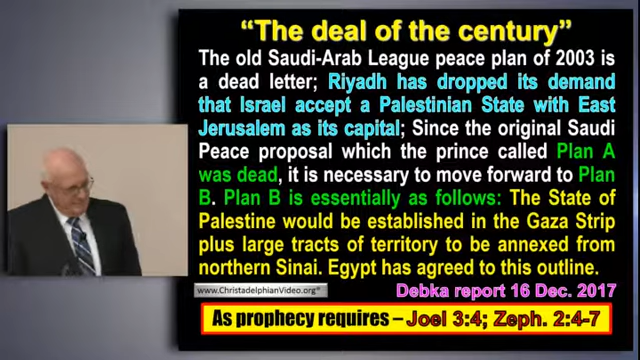 “The deal of the century”
The old Saudi-Arab League peace plan of 2003 is
a dead letter; Riyadh has dropped its demand
that Israel accept a Palestinian State with East
Jerusalem as its capital; Since the original Saudi
Peace proposal which the prince called Plan A
was dead, it is necessary to move forward to Plan
B. Plan B is essentially as follows: The State of
Palestine would be established in the Gaza Strip
plus large tracts of territory to be annexed from
northern Sinai. Egypt has agreed to this outline.
www.ChristadelphianVideo.org®
Debka report 16 Dec. 2017
As prophecy requires – Joel 3:4; Zeph. 2:4-7